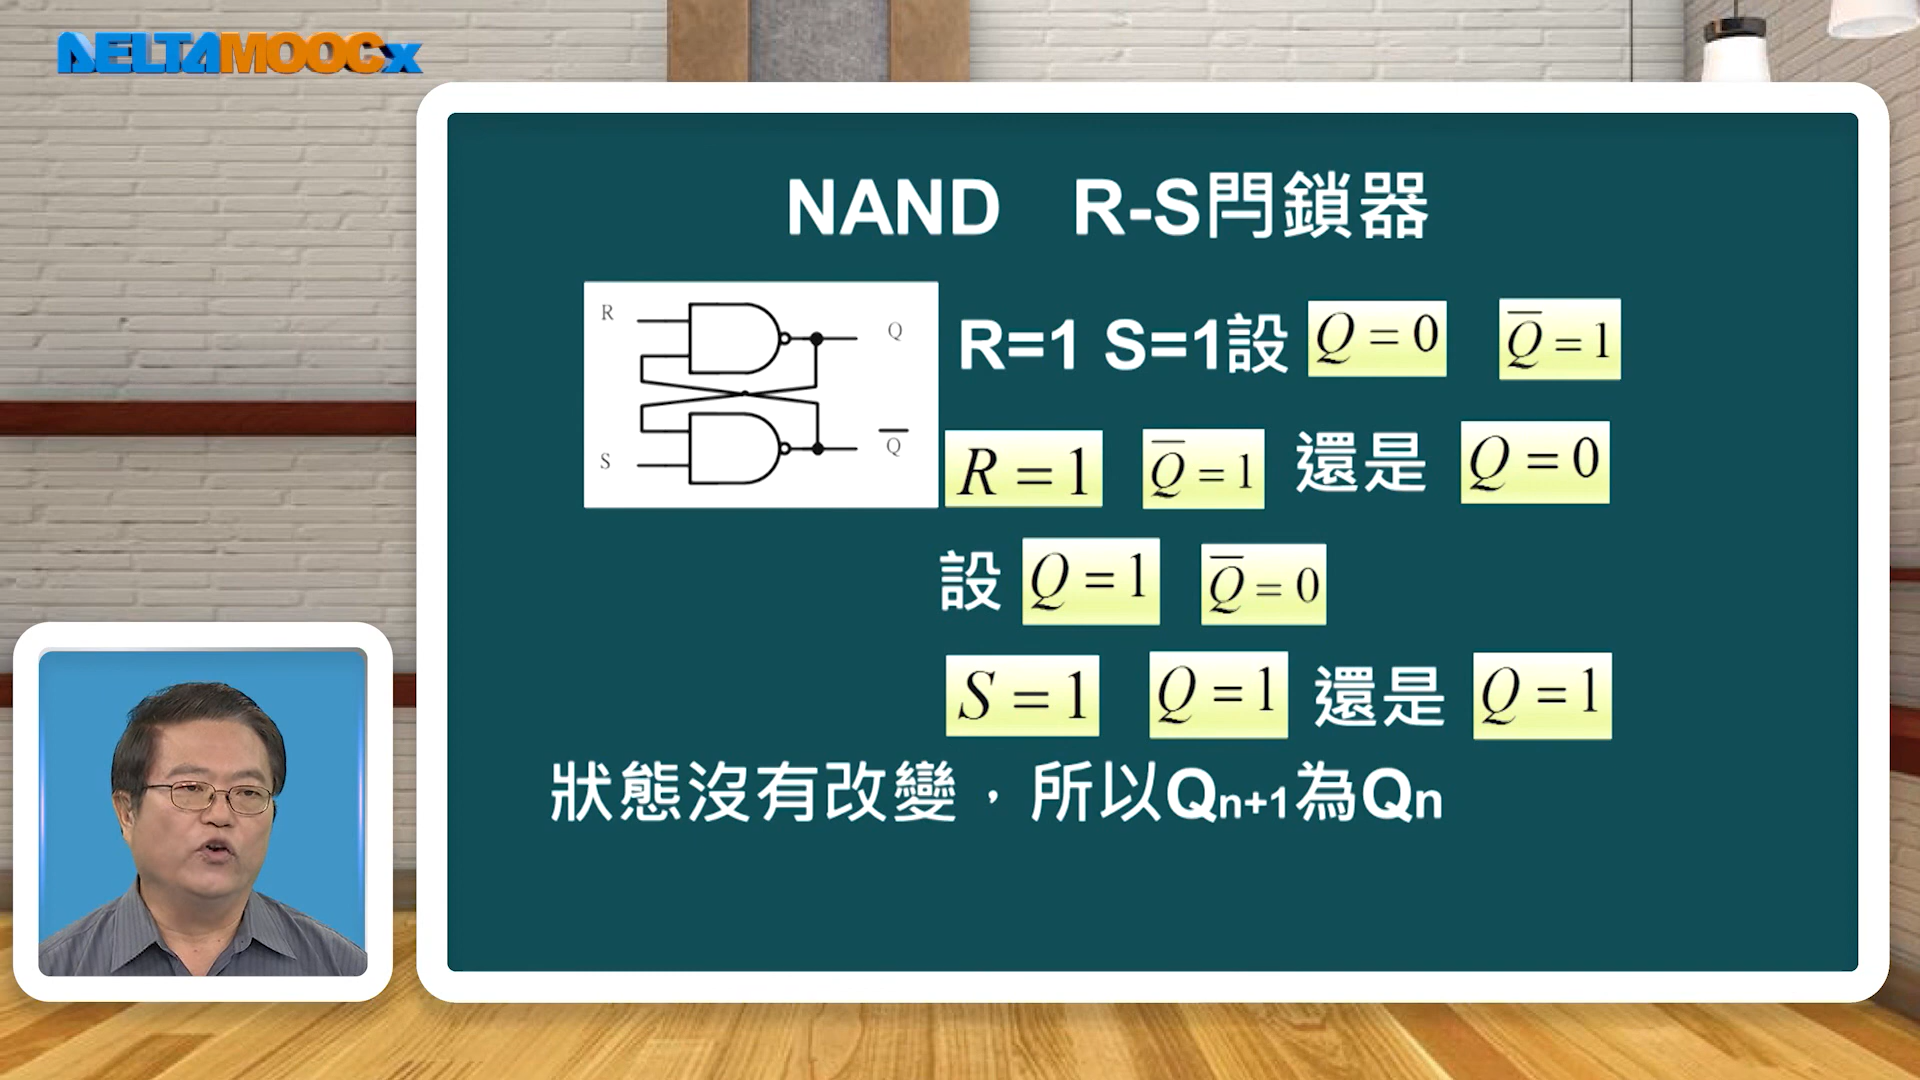 DELTAMOOCx
NAND R-S閂鎖器
R Q
S Q̅
R=1 S=1設 Q = 0 Q̅ = 1
R = 1 Q̅ = 1 還是 Q = 0
設 Q = 1 Q̅ = 0
S = 1 Q = 1 還是 Q = 1
狀態沒有改變，所以Qn+1為Qn